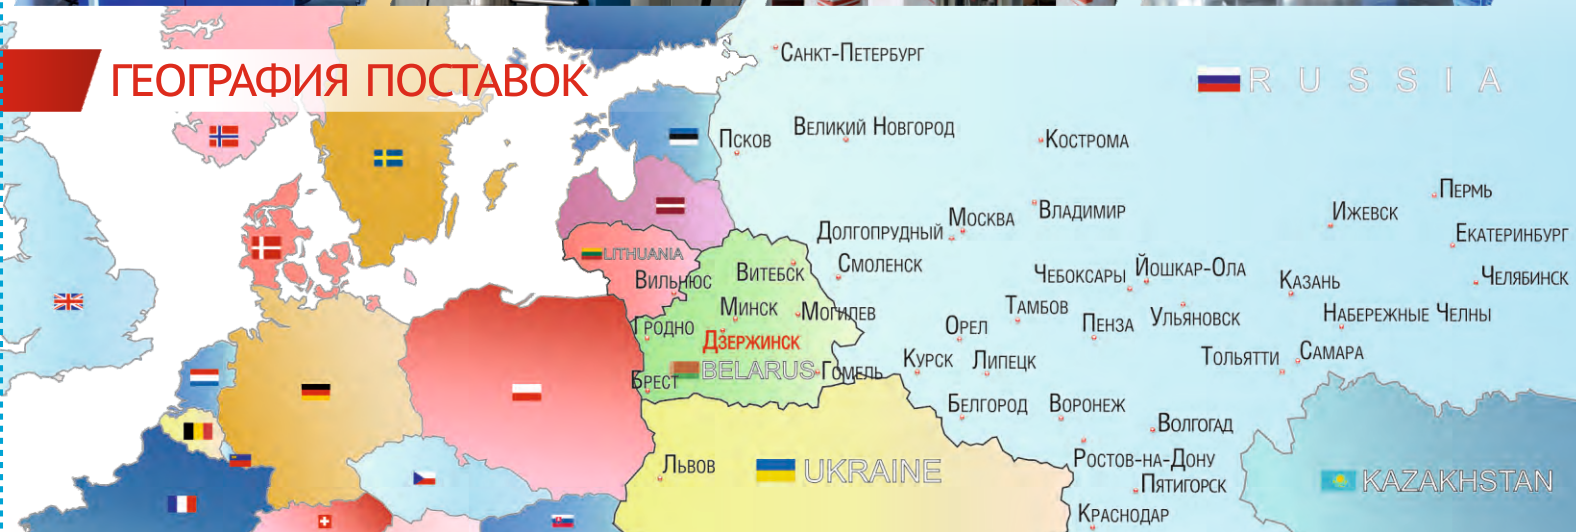 ГЕОГРАФИЯ ПОСТАВОК
Санкт-Петербург
RUSSIA
Псков
Великий Новгород
Кострома
Пермь
Ижевск
Екатеринбург
Москва
Владимир
Долгопрудный
Смоленск
Чебоксары
Йошкар-Ола
Казань
Челябинск
LITHUANIA
Вильнюс
Витебск
Минск
Могилев
Тамбов
Пенза
Ульяновск
Набережные Челны
Гродно
Дзержинск
Орел
Курск
Липецк
Тольятти
Самара
Брест
BELARUS
Гомель
Белгород
Воронеж
Волгогад
Львов
UKRAINE
Ростов-на-Дону
Пятигорск
KAZAKHSTAN
Краснодар